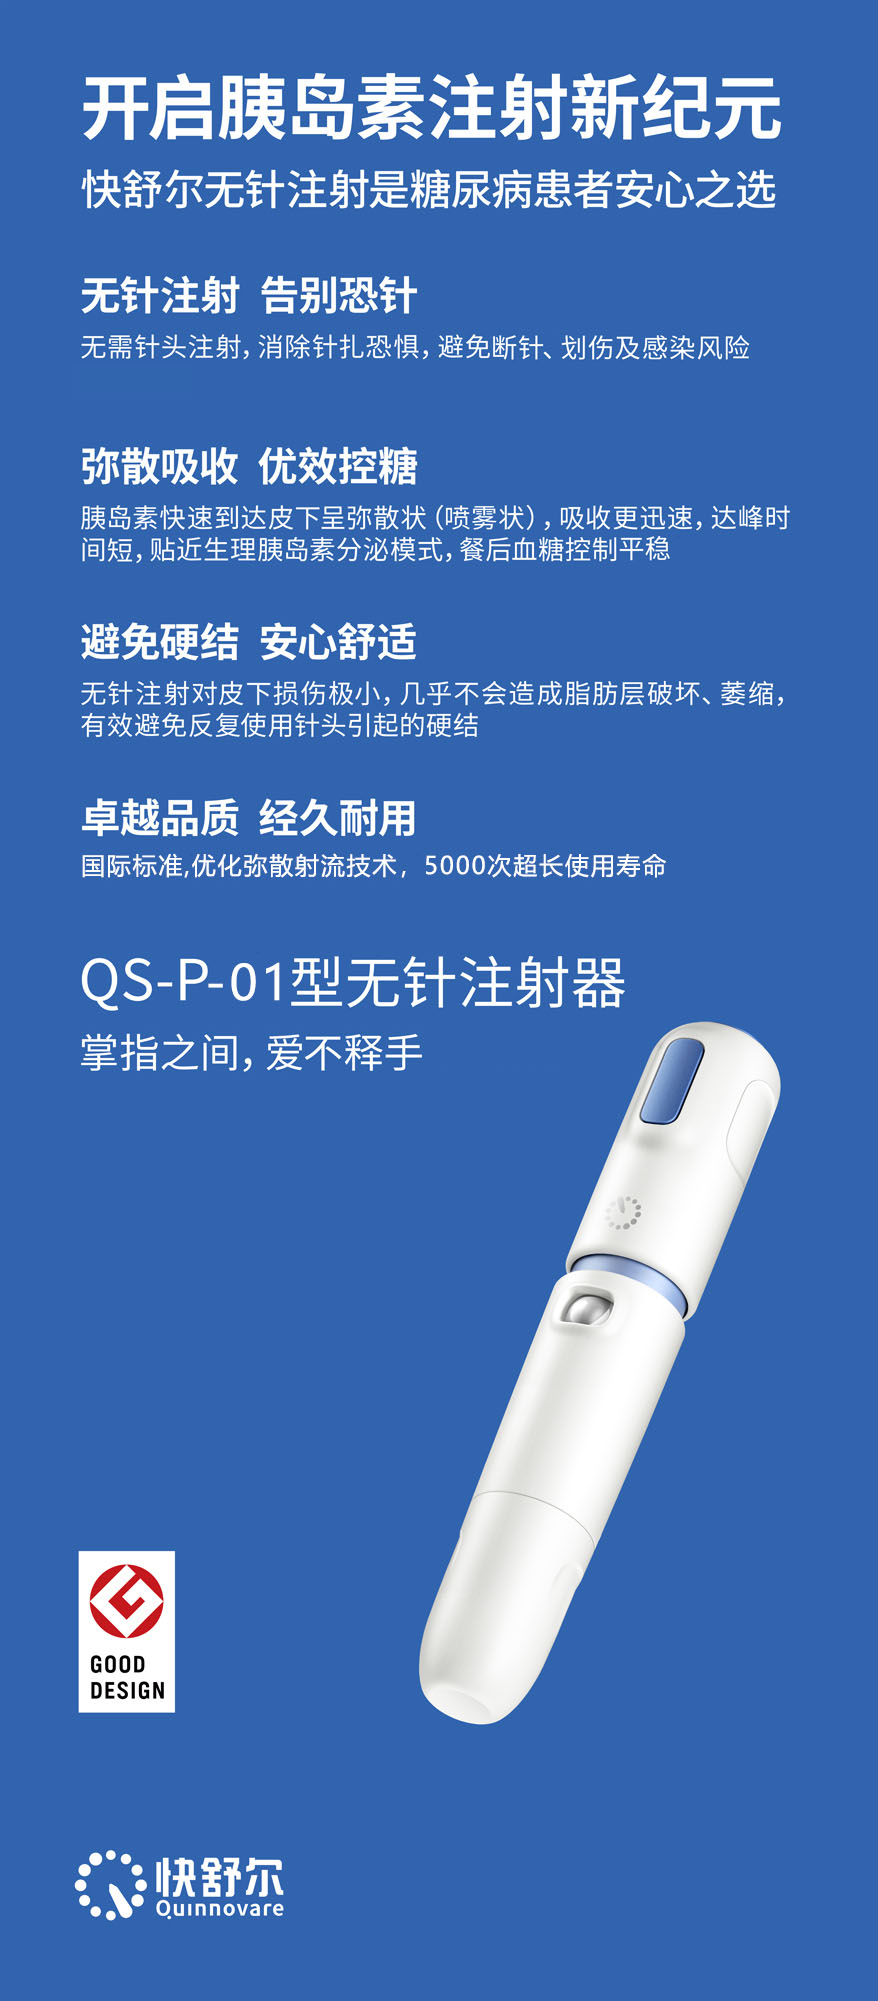 开启胰岛素注射新纪元
快舒尔无针注射是糖尿病患者安心之选
无针注射 告别恐针
无需针头注射，消除针扎恐惧，避免断针、划伤及感染风险
弥散吸收 优效控糖
胰岛素快速到达皮下呈弥散状（喷雾状），吸收更迅速，达峰时
间短，贴近生理胰岛素分泌模式，餐后血糖控制平稳
避免硬结 安心舒适
无针注射对皮下损伤极小，几乎不会造成脂肪层破坏、萎缩，
有效避免反复使用针头引起的硬结
卓越品质 经久耐用
国际标准,优化弥散射流技术，5000次超长使用寿命
QS-P-01型无针注射器
掌指之间，爱不释手
GOOD
DESIGN
快舒尔
Quinnovare